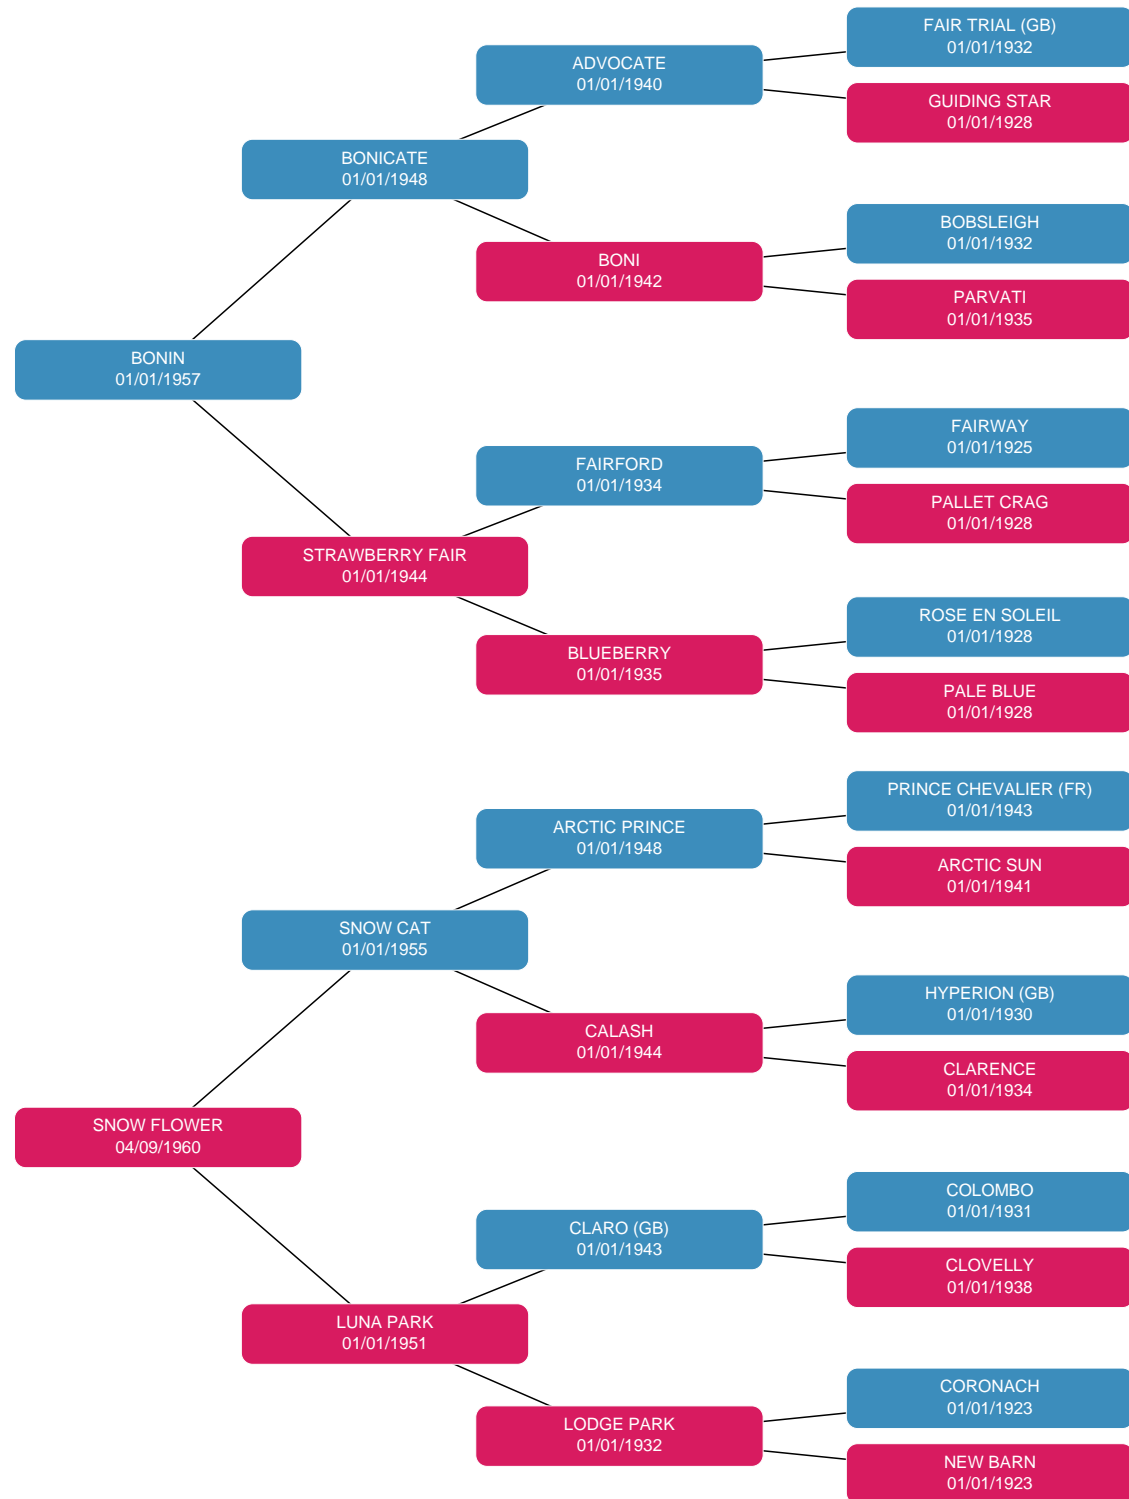 FAIR TRIAL (GB)
01/01/1932
ADVOCATE
01/01/1940
GUIDING STAR
01/01/1928
BONICATE
01/01/1948
BOBSLEIGH
01/01/1932
BONI
01/01/1942
PARVATI
01/01/1935
BONIN
01/01/1957
FAIRWAY
01/01/1925
FAIRFORD
01/01/1934
PALLET CRAG
01/01/1928
STRAWBERRY FAIR
01/01/1944
ROSE EN SOLEIL
01/01/1928
BLUEBERRY
01/01/1935
PALE BLUE
01/01/1928
PRINCE CHEVALIER (FR)
01/01/1943
ARCTIC PRINCE
01/01/1948
ARCTIC SUN
01/01/1941
SNOW CAT
01/01/1955
HYPERION (GB)
01/01/1930
CALASH
01/01/1944
CLARENCE
01/01/1934
SNOW FLOWER
04/09/1960
COLOMBO
01/01/1931
CLARO (GB)
01/01/1943
CLOVELLY
01/01/1938
LUNA PARK
01/01/1951
CORONACH
01/01/1923
LODGE PARK
01/01/1932
NEW BARN
01/01/1923